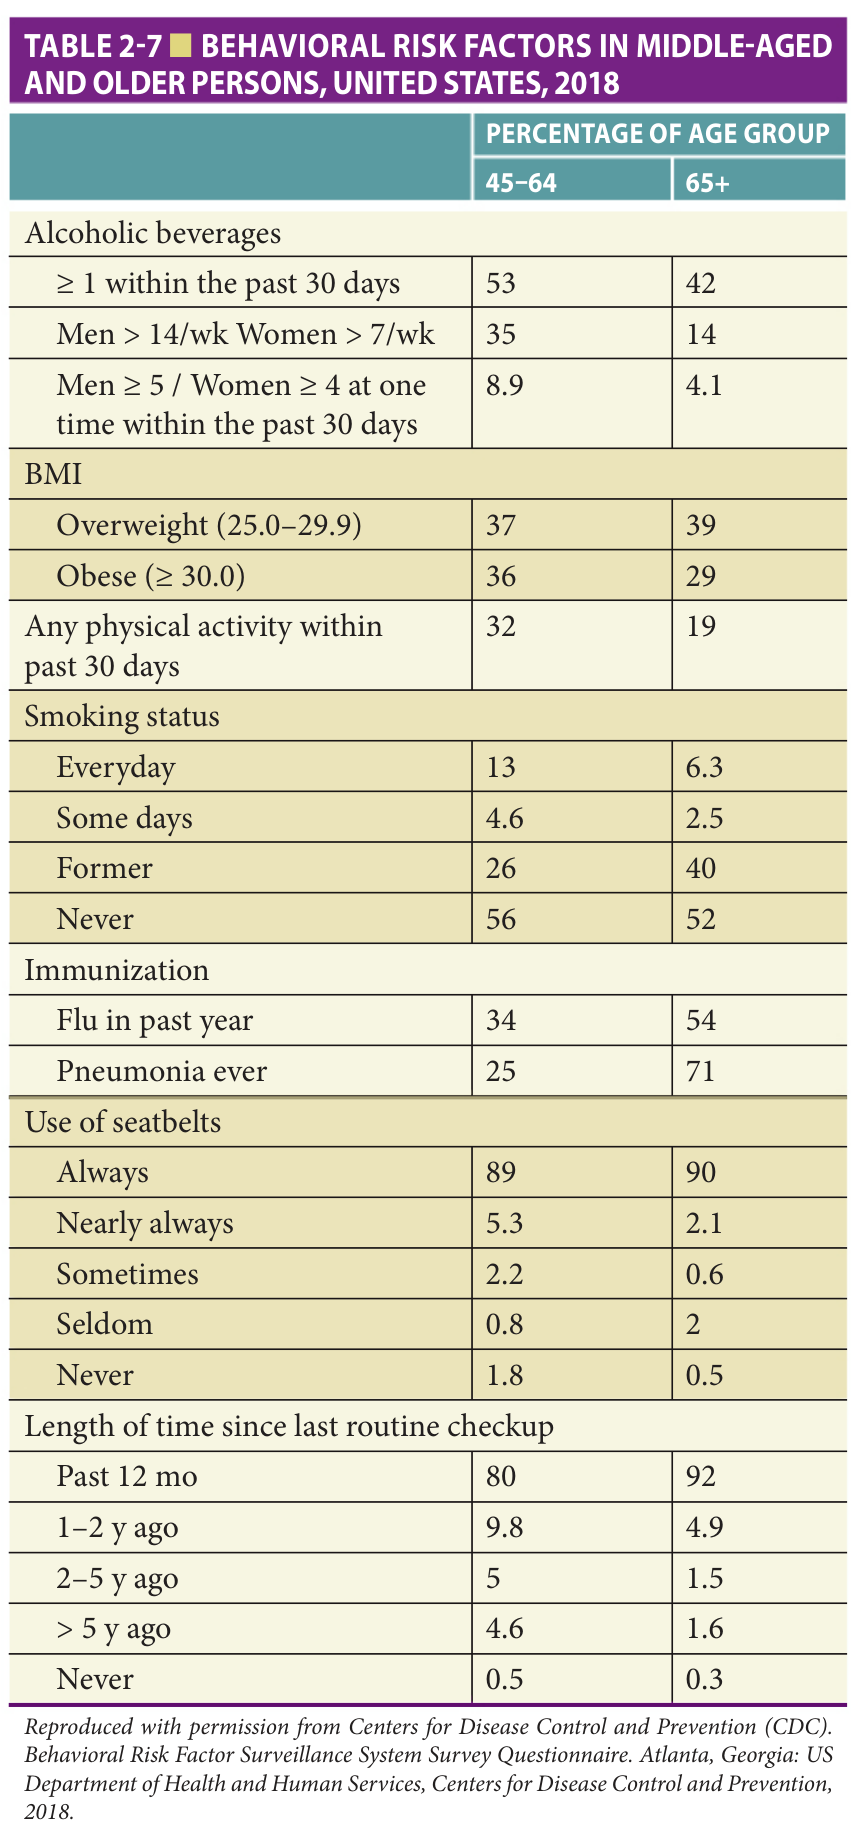 TABLE 2-7 ■ BEHAVIORAL RISK FACTORS IN MIDDLE-AGED
AND OLDER PERSONS, UNITED STATES, 2018
PERCENTAGE OF AGE GROUP
45–64 65+
Alcoholic beverages
≥ 1 within the past 30 days 53 42
Men > 14/wk Women > 7/wk 35 14
Men ≥ 5 / Women ≥ 4 at one 8.9 4.1
time within the past 30 days
BMI
Overweight (25.0–29.9) 37 39
Obese (≥ 30.0) 36 29
Any physical activity within 32 19
past 30 days
Smoking status
Everyday 13 6.3
Some days 4.6 2.5
Former 26 40
Never 56 52
Immunization
Flu in past year 34 54
Pneumonia ever 25 71
Use of seatbelts
Always 89 90
Nearly always 5.3 2.1
Sometimes 2.2 0.6
Seldom 0.8 2
Never 1.8 0.5
Length of time since last routine checkup
Past 12 mo 80 92
1–2 y ago 9.8 4.9
2–5 y ago 5 1.5
> 5 y ago 4.6 1.6
Never 0.5 0.3
Reproduced with permission from Centers for Disease Control and Prevention (CDC).
Behavioral Risk Factor Surveillance System Survey Questionnaire. Atlanta, Georgia: US
Department of Health and Human Services, Centers for Disease Control and Prevention,
2018.